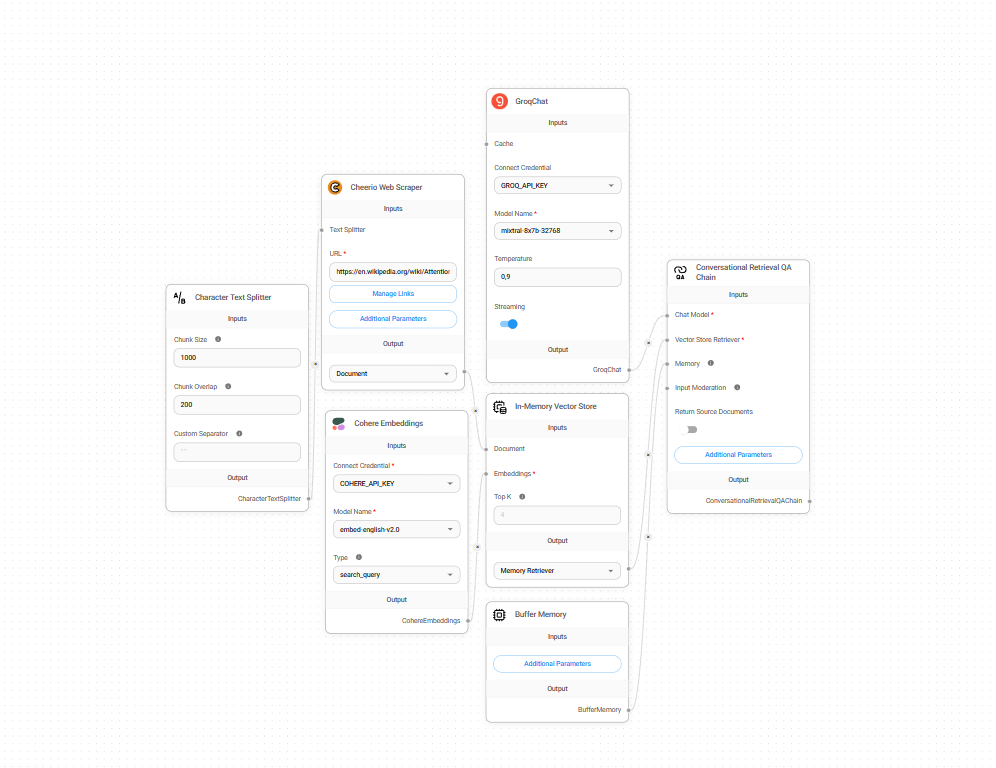 Character Text Splitter
Inputs
Chunk Size
1000
Chunk Overlap
200
Custom Separator
Output
CharacterTextSplitter
Cheerio Web Scraper
Inputs
Text Splitter
URL *
https://en.wikipedia.org/wiki/Attention
Manage Links
Additional Parameters
Output
Document
Cohere Embeddings
Inputs
Connect Credential *
COHERE_API_KEY
Model Name *
embed-english-v2.0
Type
search_query
Output
CohereEmbeddings
GroqChat
Inputs
Cache
Connect Credential
GROQ_API_KEY
Model Name *
mixtral-8x7b-32768
Temperature
0,9
Streaming
Output
GroqChat
In-Memory Vector Store
Inputs
Document
Embeddings *
Top K
4
Output
Memory Retriever
Buffer Memory
Inputs
Additional Parameters
Output
BufferMemory
QA
Conversational Retrieval QA
Chain
Inputs
Chat Model *
Vector Store Retriever *
Memory
Input Moderation
Return Source Documents
Additional Parameters
Output
ConversationalRetrievalQAChain